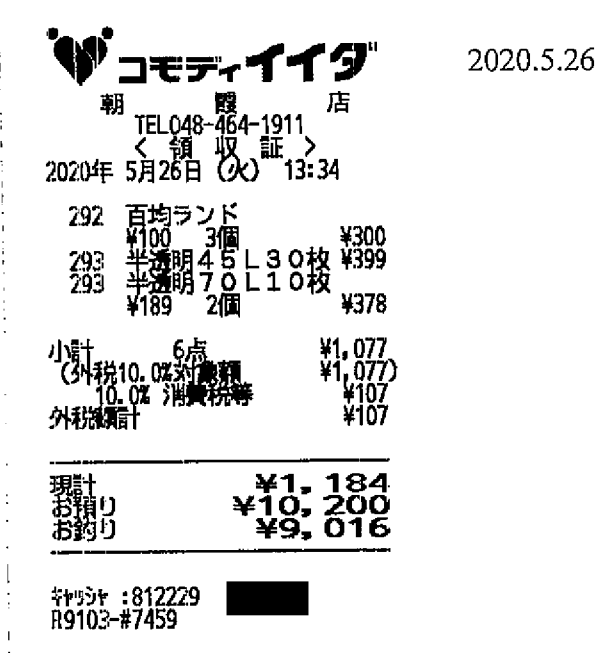 コモディイイダ
2020.5.26
朝 霞 店
TEL048-464-1911
< 領 収 証 >
2020年 5月26日 (火) 13:34
292 百均ランド
¥100 3個 ¥300
293 半透明45L30枚 ¥399
293 半透明70L10枚
¥189 2個 ¥378
小計 6点 ¥1,077
(外税10.0%対象額 ¥1,077)
10.0% 消費税等 ¥107
外税額計 ¥107
現計 ¥1,184
お預り ¥10,200
お釣り ¥9,016
キャッシャ:812229
R9103-#7459